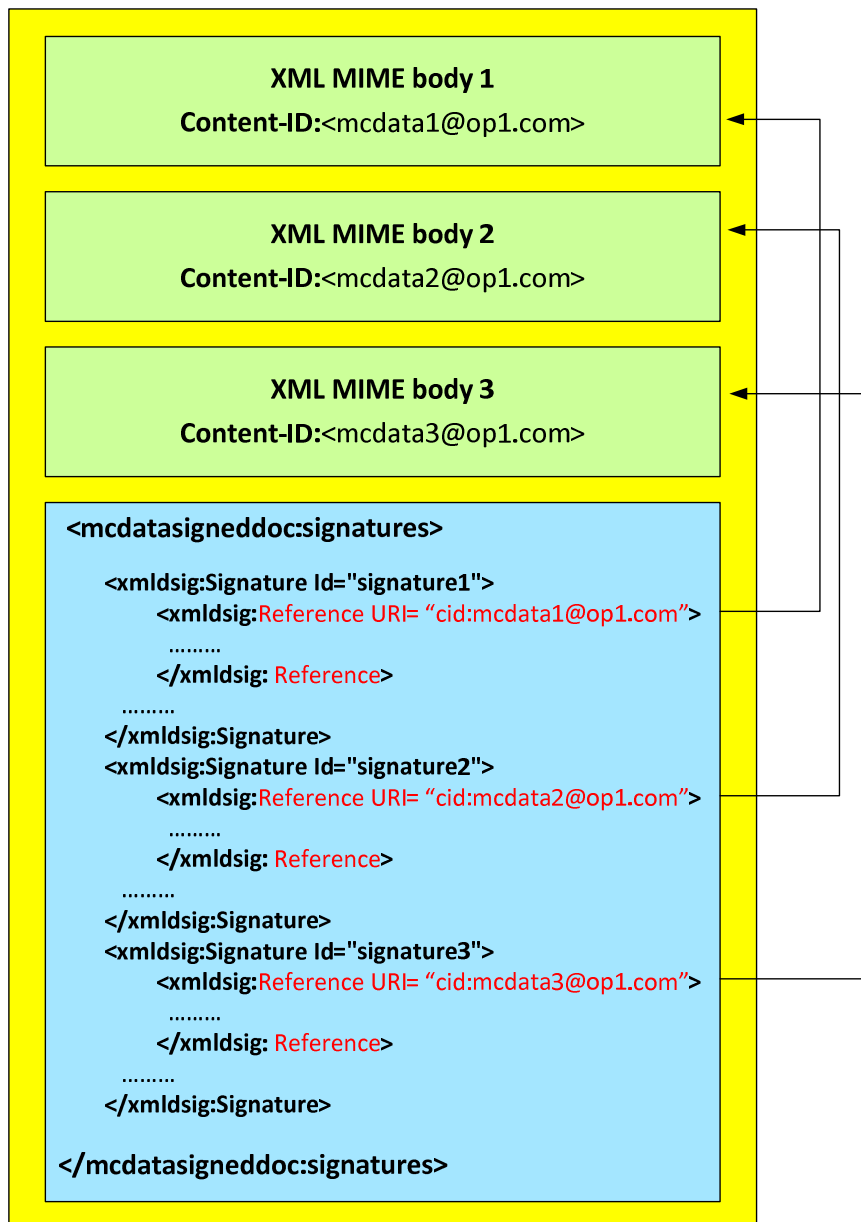 XML MIME body 1
Content-ID:<mcdata1@op1.com>
XML MIME body 2
Content-ID:<mcdata2@op1.com>
XML MIME body 3
Content-ID:<mcdata3@op1.com>
<mcdatasigneddoc:signatures>
<xmldsig:Signature Id="signature1">
<xmldsig:Reference URI= “cid:mcdata1@op1.com”>
.........
</xmldsig: Reference>
.........
</xmldsig:Signature>
<xmldsig:Signature Id="signature2">
<xmldsig:Reference URI= “cid:mcdata2@op1.com”>
.........
</xmldsig: Reference>
.........
</xmldsig:Signature>
<xmldsig:Signature Id="signature3">
<xmldsig:Reference URI= “cid:mcdata3@op1.com”>
.........
</xmldsig: Reference>
.........
</xmldsig:Signature>
</mcdatasigneddoc:signatures>